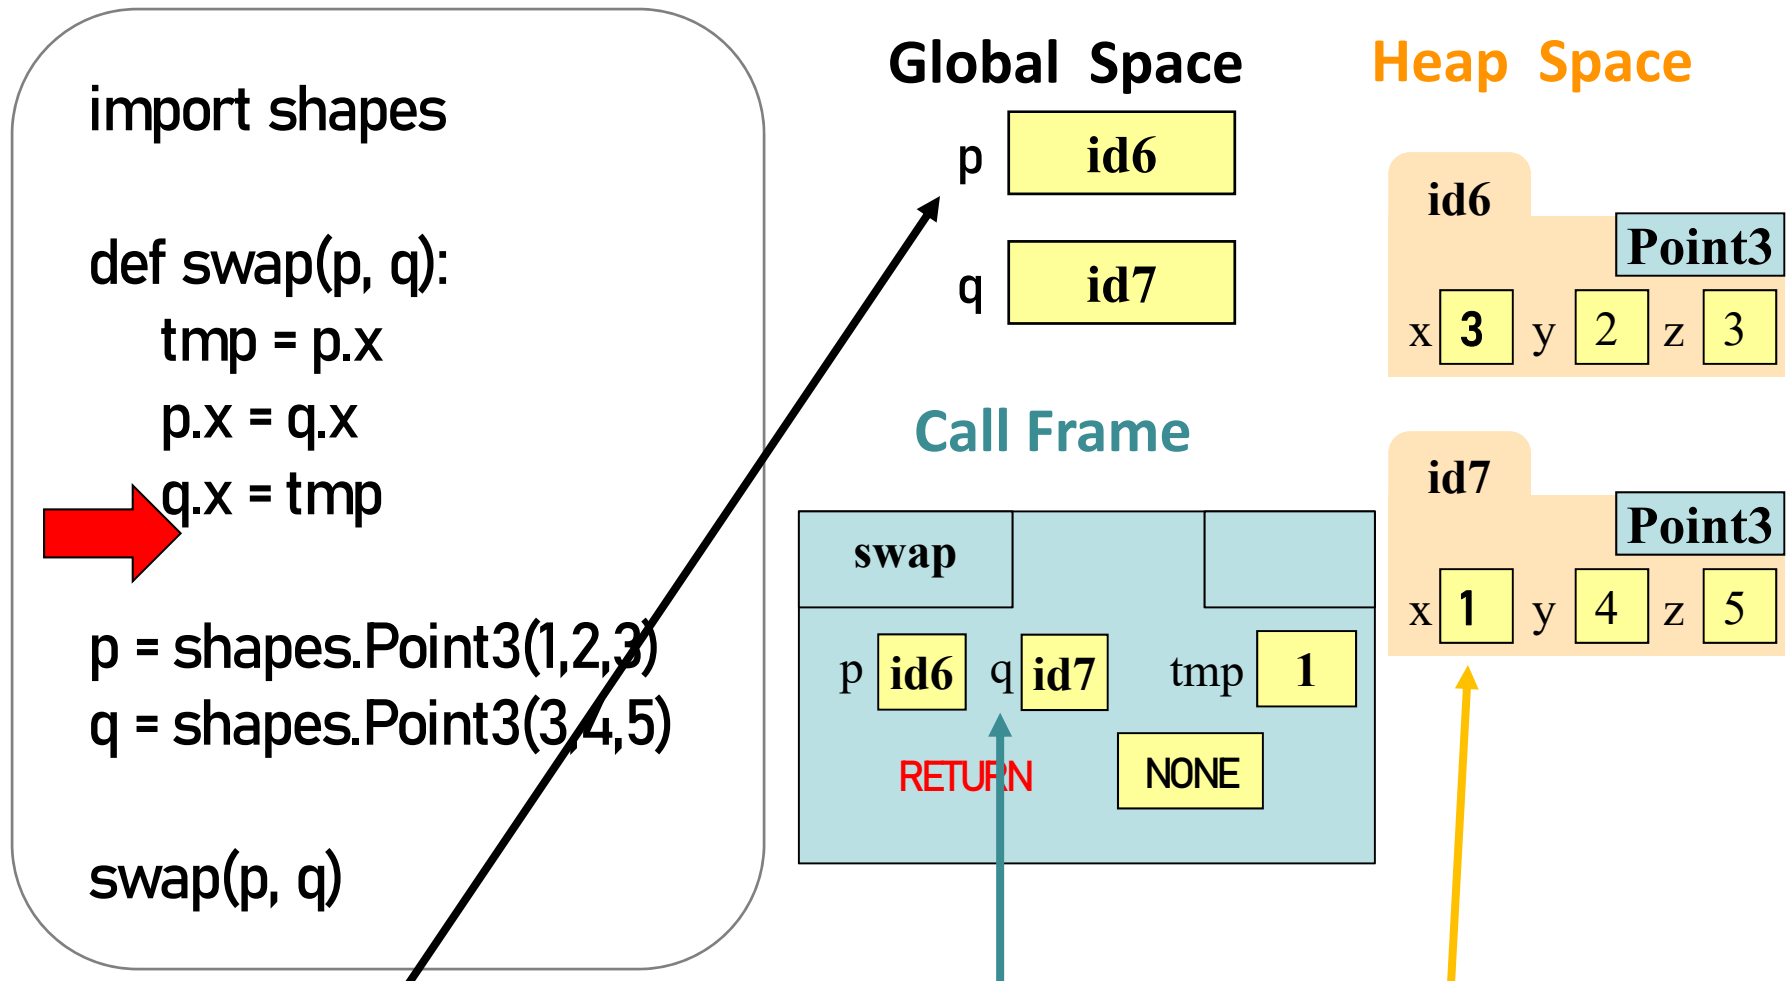 import shapes
def swap(p, q):
tmp = p.x
p.x = q.x
q.x = tmp
p = shapes.Point3(1,2,3)
q = shapes.Point3(3,4,5)
swap(p, q)
Global Space
p id6
q id7
Call Frame
swap
p id6 q id7 tmp 1
RETURN NONE
Heap Space
id6
Point3
x 3 y 2 z 3
id7
Point3
x 1 y 4 z 5